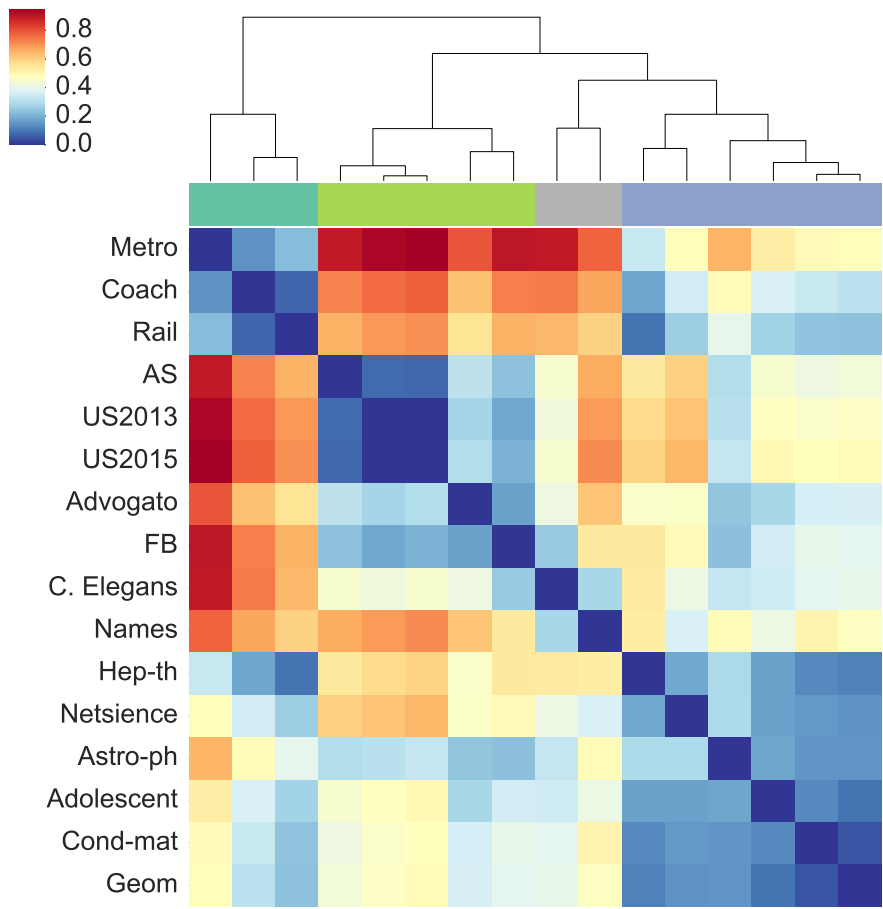 0.8
0.6
0.4
0.2
0.0
Metro
Coach
Rail
AS
US2013
US2015
Advogato
FB
C. Elegans
Names
Hep-th
Netsience
Astro-ph
Adolescent
Cond-mat
Geom